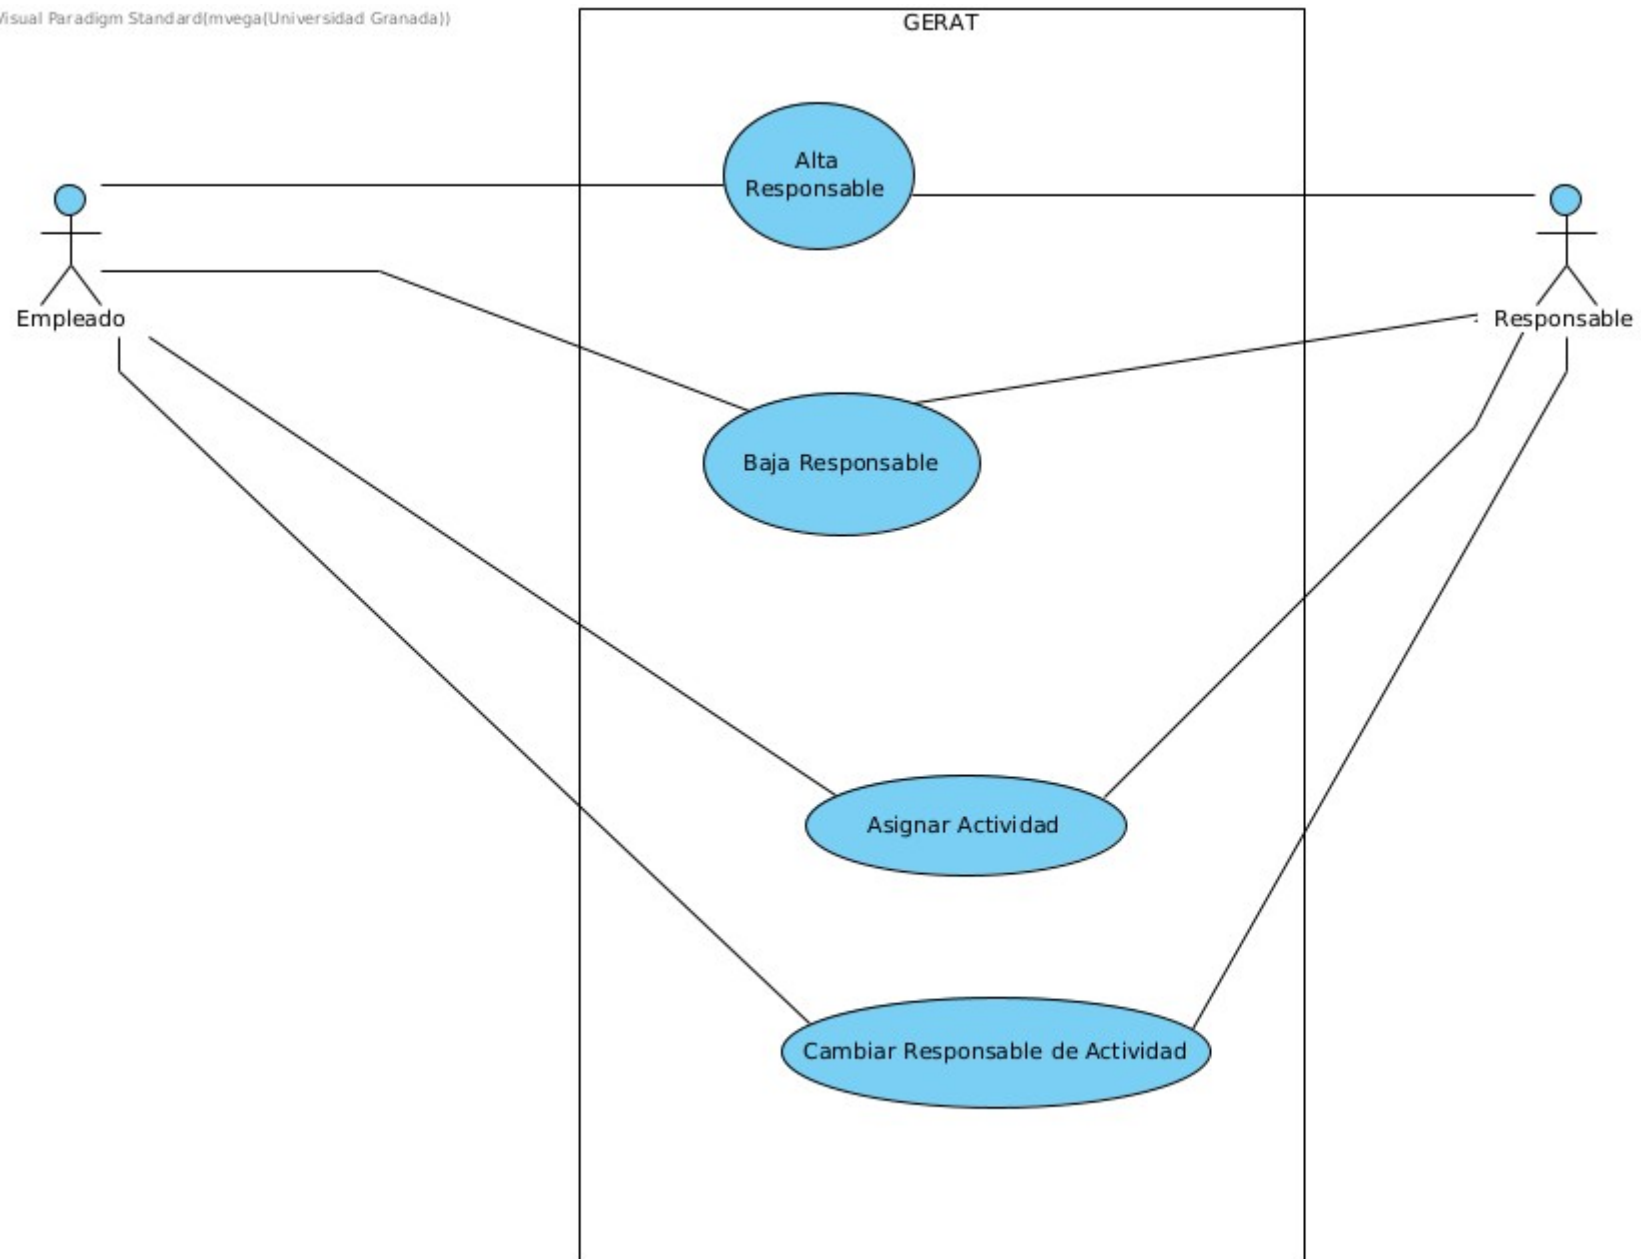 Visual Paradigm Standard(mvega(Universidad Granada))
GERAT
Alta
Responsable
Empleado
Responsable
Baja Responsable
Asignar Actividad
Cambiar Responsable de Actividad